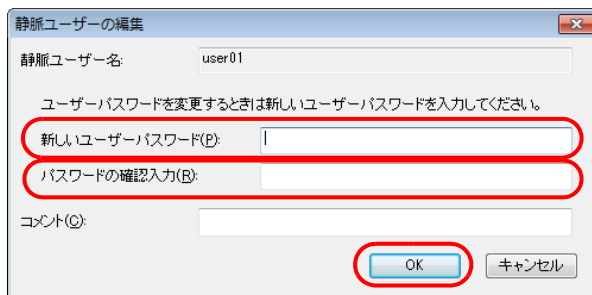 静脈ユーザーの編集
静脈ユーザー名: user01
ユーザーパスワードを変更するときは新しいユーザーパスワードを入力してください。
新しいユーザーパスワード(P):
パスワードの確認入力(R):
コメント(C):
OK キャンセル